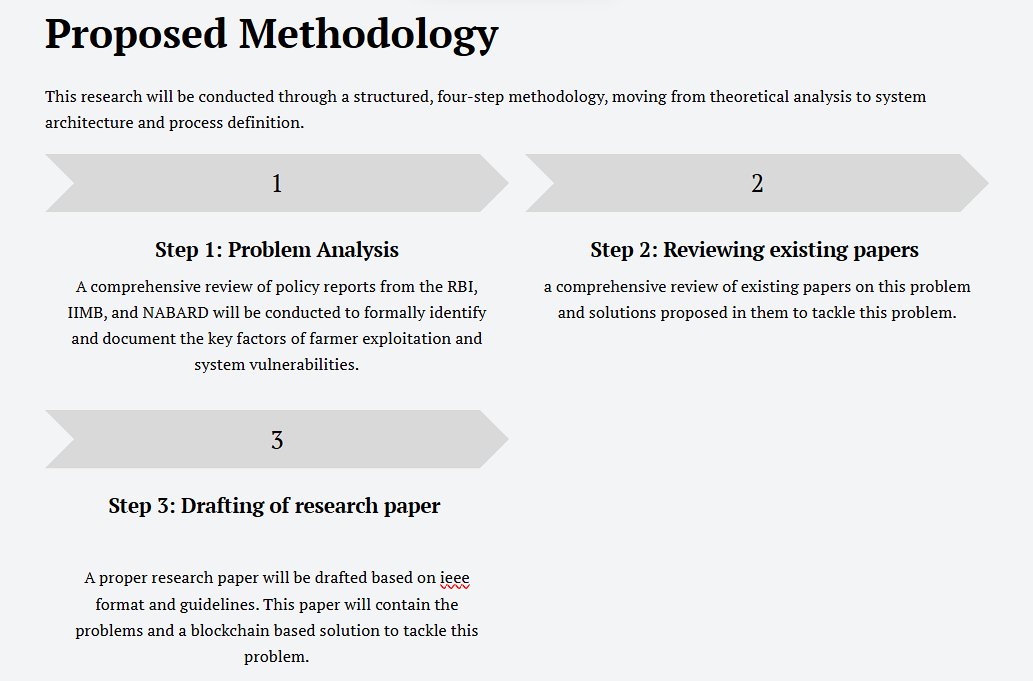 Proposed Methodology
This research will be conducted through a structured, four-step methodology, moving from theoretical analysis to system
architecture and process definition.
1
Step 1: Problem Analysis
A comprehensive review of policy reports from the RBI,
IIMB, and NABARD will be conducted to formally identify
and document the key factors of farmer exploitation and
system vulnerabilities.
2
Step 2: Reviewing existing papers
a comprehensive review of existing papers on this problem
and solutions proposed in them to tackle this problem.
3
Step 3: Drafting of research paper
A proper research paper will be drafted based on ieee
format and guidelines. This paper will contain the
problems and a blockchain based solution to tackle this
problem.